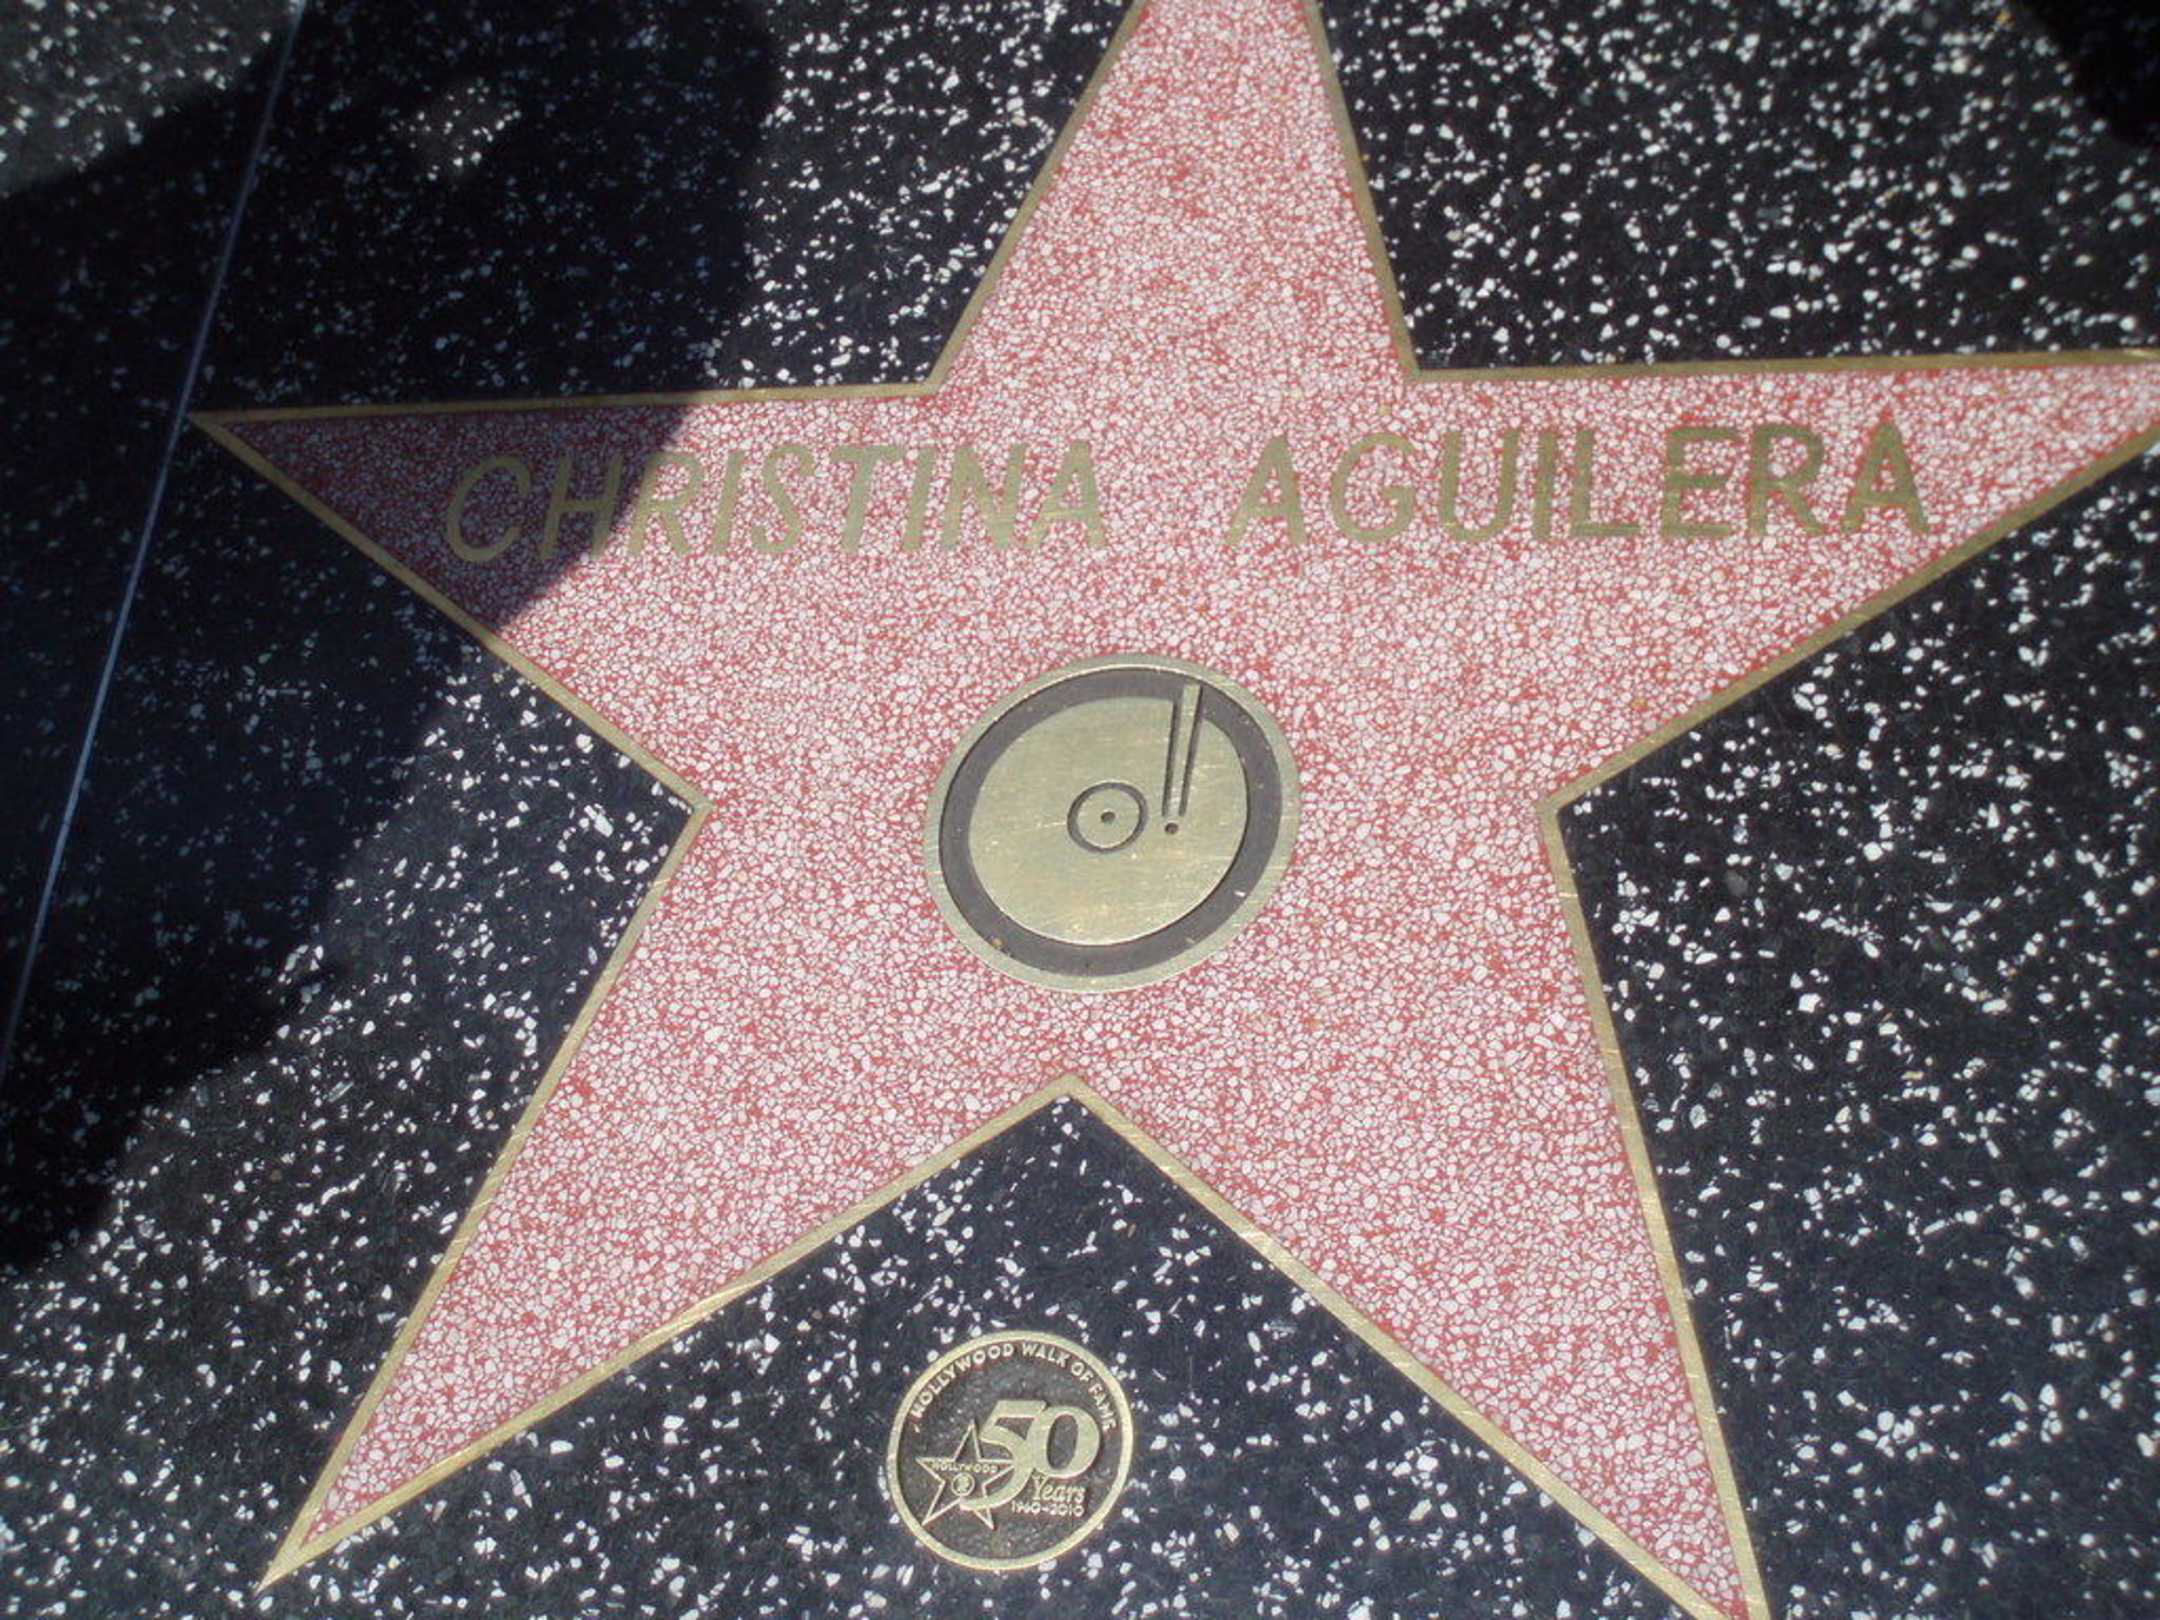 CHRISTINA AGUILERA
HOLLYWOOD WALK OF FAME
50
HOLLYWOOD
Years
1960-2010